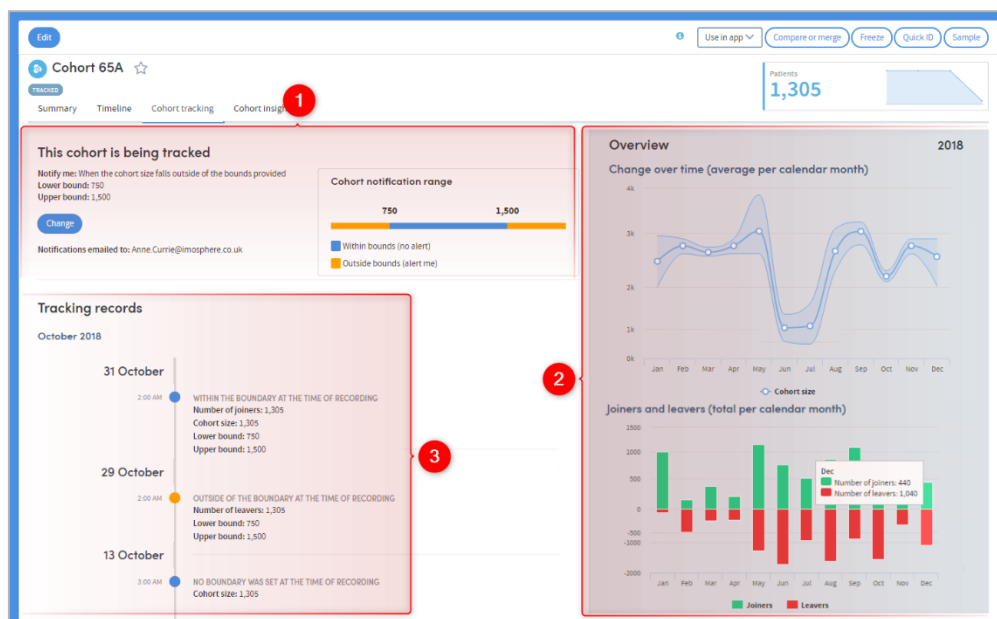 Edit
Use in app
Compare or merge
Freeze
Quick ID
Sample
Cohort 65A
TRACKED
Patients
1,305
Summary
Timeline
Cohort tracking
Cohort
1
This cohort is being tracked
Notify me: When the cohort size falls outside of the bounds provided
Lower bound: 750
Upper bound: 1,500
Change
Notifications emailed to: Anne.Currie@imosphere.co.uk
Cohort notification range
750 1,500
Within bounds (no alert)
Outside bounds (alert me)
Tracking records
October 2018
31 October
2:00 AM
WITHIN THE BOUNDARY AT THE TIME OF RECORDING
Number of joiners: 1,305
Cohort size: 1,305
Lower bound: 750
Upper bound: 1,500
29 October
2:00 AM
OUTSIDE OF THE BOUNDARY AT THE TIME OF RECORDING
Number of leavers: 1,305
Lower bound: 750
Upper bound: 1,500
13 October
3:00 AM
NO BOUNDARY WAS SET AT THE TIME OF RECORDING
Cohort size: 1,305
3
2
Overview 2018
Change over time (average per calendar month)
4k
3k
2k
1k
0k
Jan Feb Mar Apr May Jun Jul Aug Sep Oct Nov Dec
Cohort size
Joiners and leavers (total per calendar month)
1500
1000
500
0
-500
-1000
-2000
Dec
Number of joiners: 440
Number of leavers: 1,040
Jan Feb Mar Apr May Jun Jul Aug Sep Oct Nov Dec
Joiners Leavers